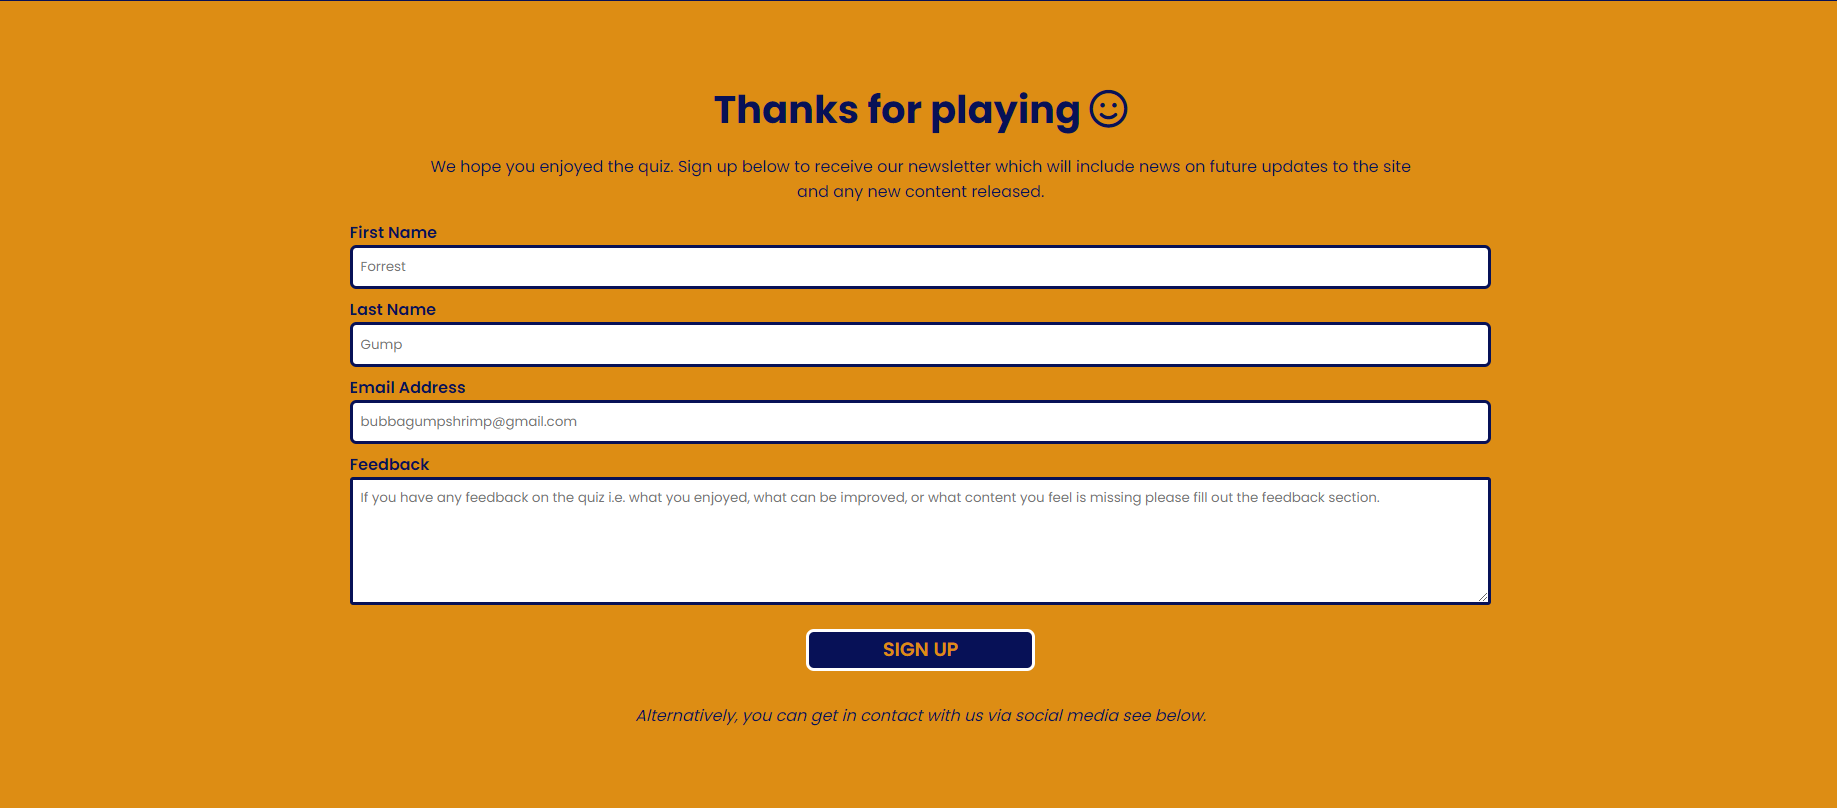 Thanks for playing
We hope you enjoyed the quiz. Sign up below to receive our newsletter which will include news on future updates to the site
and any new content released.
First Name
Forrest
Last Name
Gump
Email Address
bubbagumpshrimp@gmail.com
Feedback
If you have any feedback on the quiz i.e. what you enjoyed, what can be improved, or what content you feel is missing please fill out the feedback section.
SIGN UP
Alternatively, you can get in contact with us via social media see below.